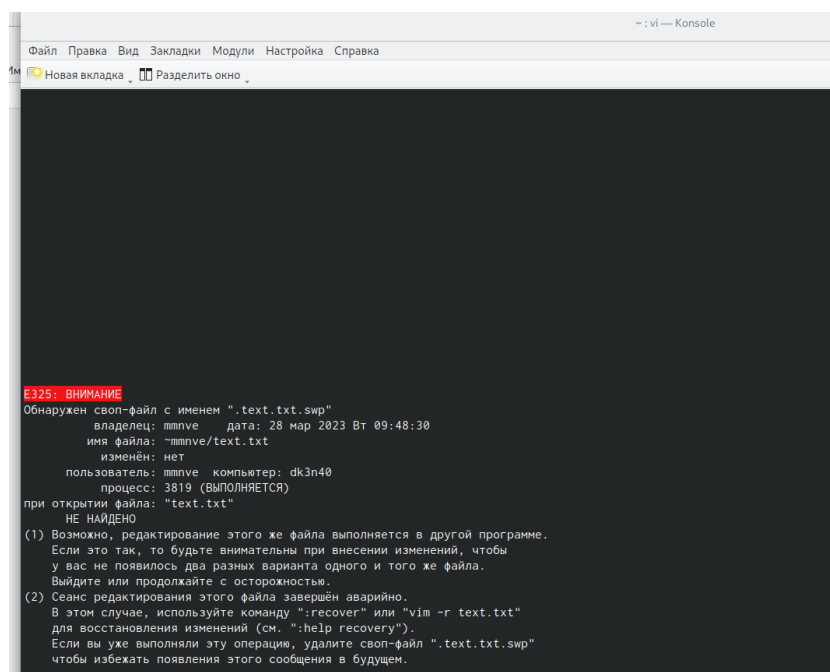 ~ : vi — Konsole
Файл Правка Вид Закладки Модули Настройка Справка
Им
Новая вкладка Разделить окно
E325: ВНИМАНИЕ
Обнаружен своп-файл с именем ".text.txt.swp"
владелец: mmnve дата: 28 мар 2023 Вт 09:48:30
имя файла: ~mmnve/text.txt
изменён: нет
пользователь: mmnve компьютер: dk3n40
процесс: 3819 (ВЫПОЛНЯЕТСЯ)
при открытии файла: "text.txt"
НЕ НАЙДЕНО
(1) Возможно, редактирование этого же файла выполняется в другой программе.
Если это так, то будьте внимательны при внесении изменений, чтобы
у вас не появилось два разных варианта одного и того же файла.
Выйдите или продолжайте с осторожностью.
(2) Сеанс редактирования этого файла завершён аварийно.
В этом случае, используйте команду ":recover" или "vim -r text.txt"
для восстановления изменений (см. ":help recovery").
Если вы уже выполняли эту операцию, удалите своп-файл ".text.txt.swp"
чтобы избежать появления этого сообщения в будущем.